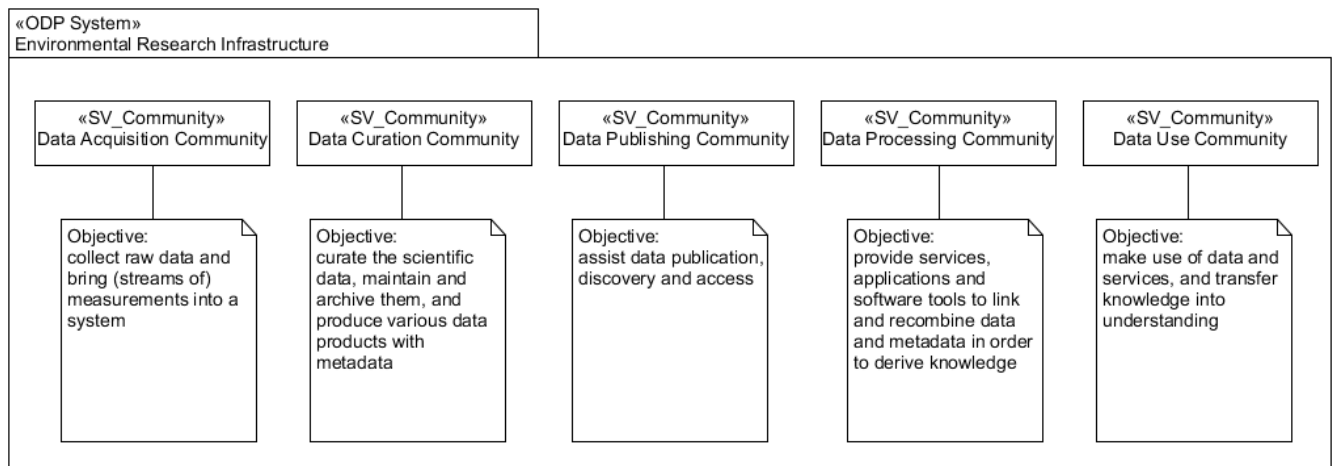 «ODP System»
Environmental Research Infrastructure
«SV_Community»
Data Acquisition Community
«SV_Community»
Data Curation Community
«SV_Community»
Data Publishing Community
«SV_Community»
Data Processing Community
«SV_Community»
Data Use Community
Objective:
collect raw data and
bring (streams of)
measurements into a
system
Objective:
curate the scientific
data, maintain and
archive them, and
produce various data
products with
metadata
Objective:
assist data publication,
discovery and access
Objective:
provide services,
applications and
software tools to link
and recombine data
and metadata in order
to derive knowledge
Objective:
make use of data and
services, and transfer
knowledge into
understanding